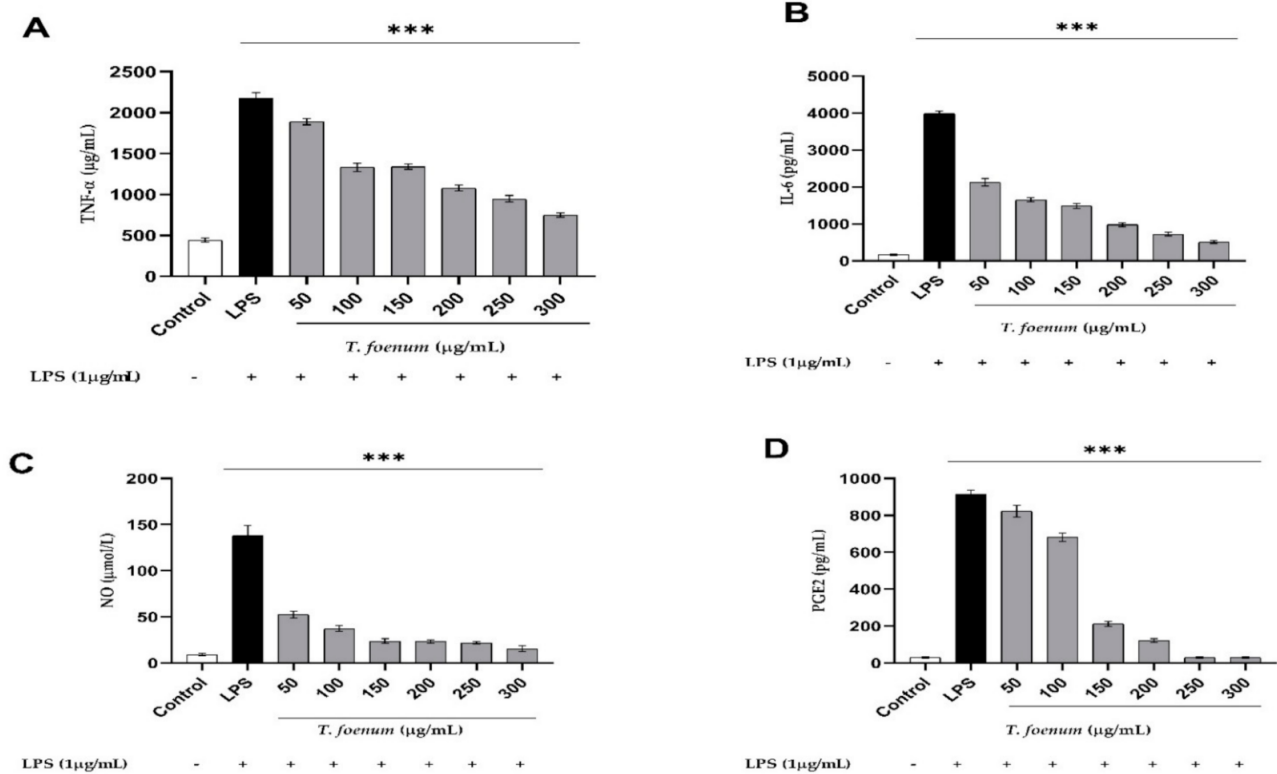 A
***
TNF-α (µg/mL)
2500
2000
1500
1000
500
0
Control LPS 50 100 150 200 250 300
T. foenum (µg/mL)
LPS (1µg/mL) - + + + + + + +
B
***
IL-6 (pg/mL)
5000
4000
3000
2000
1000
0
Control LPS 50 100 150 200 250 300
T. foenum (µg/mL)
LPS (1µg/mL) - + + + + + + +
C
***
NO (µmol/L)
200
150
100
50
0
Control LPS 50 100 150 200 250 300
T. foenum (µg/mL)
LPS (1µg/mL) - + + + + + + +
D
***
PGE2 (pg/mL)
1000
800
600
400
200
0
Control LPS 50 100 150 200 250 300
T. foenum (µg/mL)
LPS (1µg/mL) - + + + + + + +